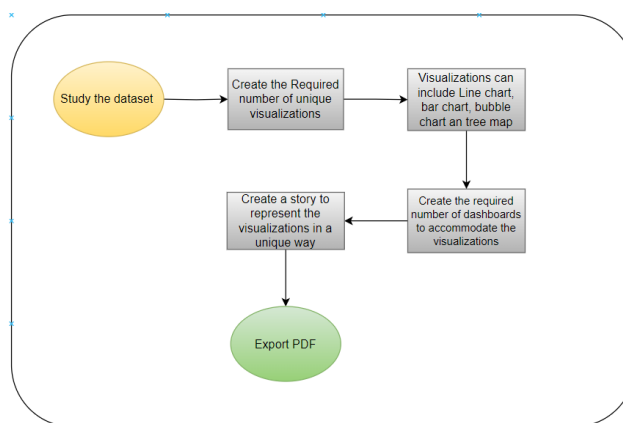 Study the dataset
Create the Required
number of unique
visualizations
Visualizations can
include Line chart,
bar chart, bubble
chart an tree map
Create the required
number of dashboards
to accommodate the
visualizations
Create a story to
represent the
visualizations in a
unique way
Export PDF